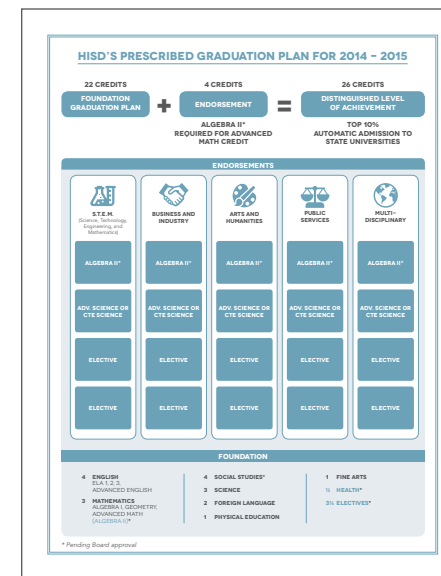 HISD'S PRESCRIBED GRADUATION PLAN FOR 2014 – 2015
22 CREDITS
FOUNDATION
GRADUATION PLAN
+
4 CREDITS
ENDORSEMENT
ALGEBRA II*
REQUIRED FOR ADVANCED
MATH CREDIT
=
26 CREDITS
DISTINGUISHED LEVEL
OF ACHIEVEMENT
TOP 10%
AUTOMATIC ADMISSION TO
STATE UNIVERSITIES
ENDORSEMENTS
S.T.E.M.
(Science, Technology,
Engineering, and
Mathematics)
ALGEBRA II*
ADV. SCIENCE OR
CTE SCIENCE
ELECTIVE
ELECTIVE
BUSINESS AND
INDUSTRY
ALGEBRA II*
ADV. SCIENCE OR
CTE SCIENCE
ELECTIVE
ELECTIVE
ARTS AND
HUMANITIES
ALGEBRA II*
ADV. SCIENCE OR
CTE SCIENCE
ELECTIVE
ELECTIVE
PUBLIC
SERVICES
ALGEBRA II*
ADV. SCIENCE OR
CTE SCIENCE
ELECTIVE
ELECTIVE
MULTI–
DISCIPLINARY
ALGEBRA II*
ADV. SCIENCE OR
CTE SCIENCE
ELECTIVE
ELECTIVE
FOUNDATION
4 ENGLISH
ELA 1, 2, 3,
ADVANCED ENGLISH
3 MATHEMATICS
ALGEBRA I, GEOMETRY,
ADVANCED MATH
(ALGEBRA II)*
4 SOCIAL STUDIES*
3 SCIENCE
2 FOREIGN LANGUAGE
1 PHYSICAL EDUCATION
1 FINE ARTS
½ HEALTH*
3½ ELECTIVES*
* Pending Board approval